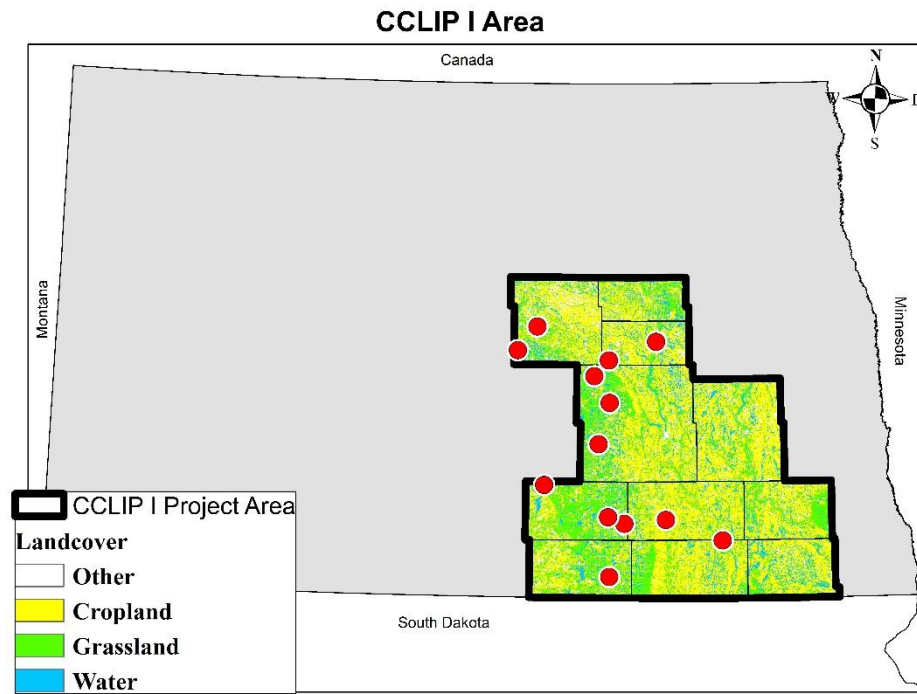 CCLIP I Area
Canada
N
W
E
S
Montana
Minnesota
CCLIP I Project Area
Landcover
Other
Cropland
Grassland
Water
South Dakota